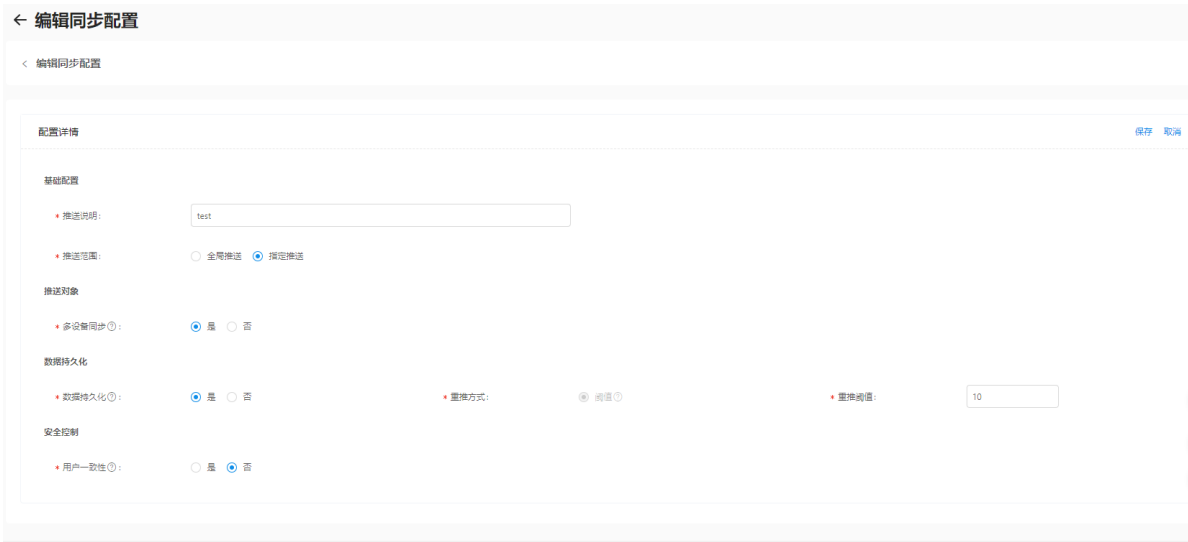 编辑同步配置
编辑同步配置
配置详情 保存 取消
基础配置
* 推送说明: test
* 推送范围: 全局推送 指定推送
推送对象
* 多设备同步?: 是 否
数据持久化
* 数据持久化?: 是 否 * 重推方式: 阈值? * 重推阈值: 10
安全控制
* 用户一致性?: 是 否